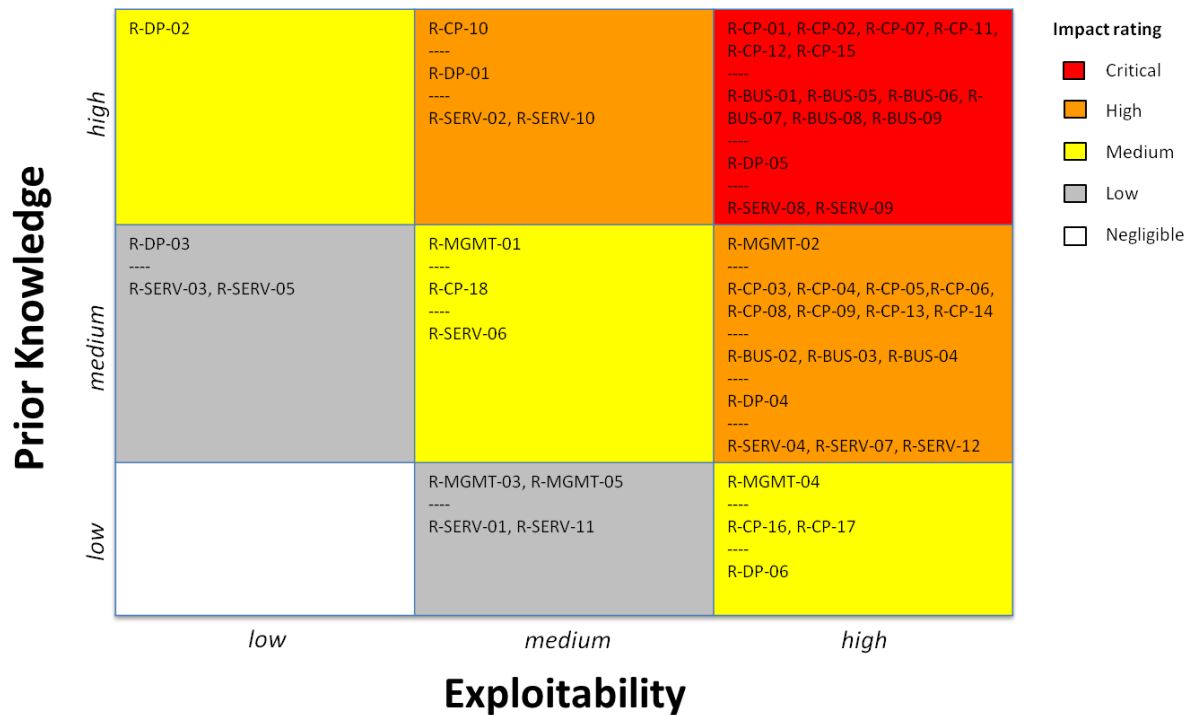 Prior Knowledge
high
R-DP-02
R-CP-10
----
R-DP-01
----
R-SERV-02, R-SERV-10
R-CP-01, R-CP-02, R-CP-07, R-CP-11,
R-CP-12, R-CP-15
----
R-BUS-01, R-BUS-05, R-BUS-06, R-
BUS-07, R-BUS-08, R-BUS-09
----
R-DP-05
----
R-SERV-08, R-SERV-09
medium
R-DP-03
----
R-SERV-03, R-SERV-05
R-MGMT-01
----
R-CP-18
----
R-SERV-06
R-MGMT-02
----
R-CP-03, R-CP-04, R-CP-05,R-CP-06,
R-CP-08, R-CP-09, R-CP-13, R-CP-14
----
R-BUS-02, R-BUS-03, R-BUS-04
----
R-DP-04
----
R-SERV-04, R-SERV-07, R-SERV-12
low
R-MGMT-03, R-MGMT-05
----
R-SERV-01, R-SERV-11
R-MGMT-04
----
R-CP-16, R-CP-17
----
R-DP-06
low
medium
high
Exploitability
Impact rating
Critical
High
Medium
Low
Negligible